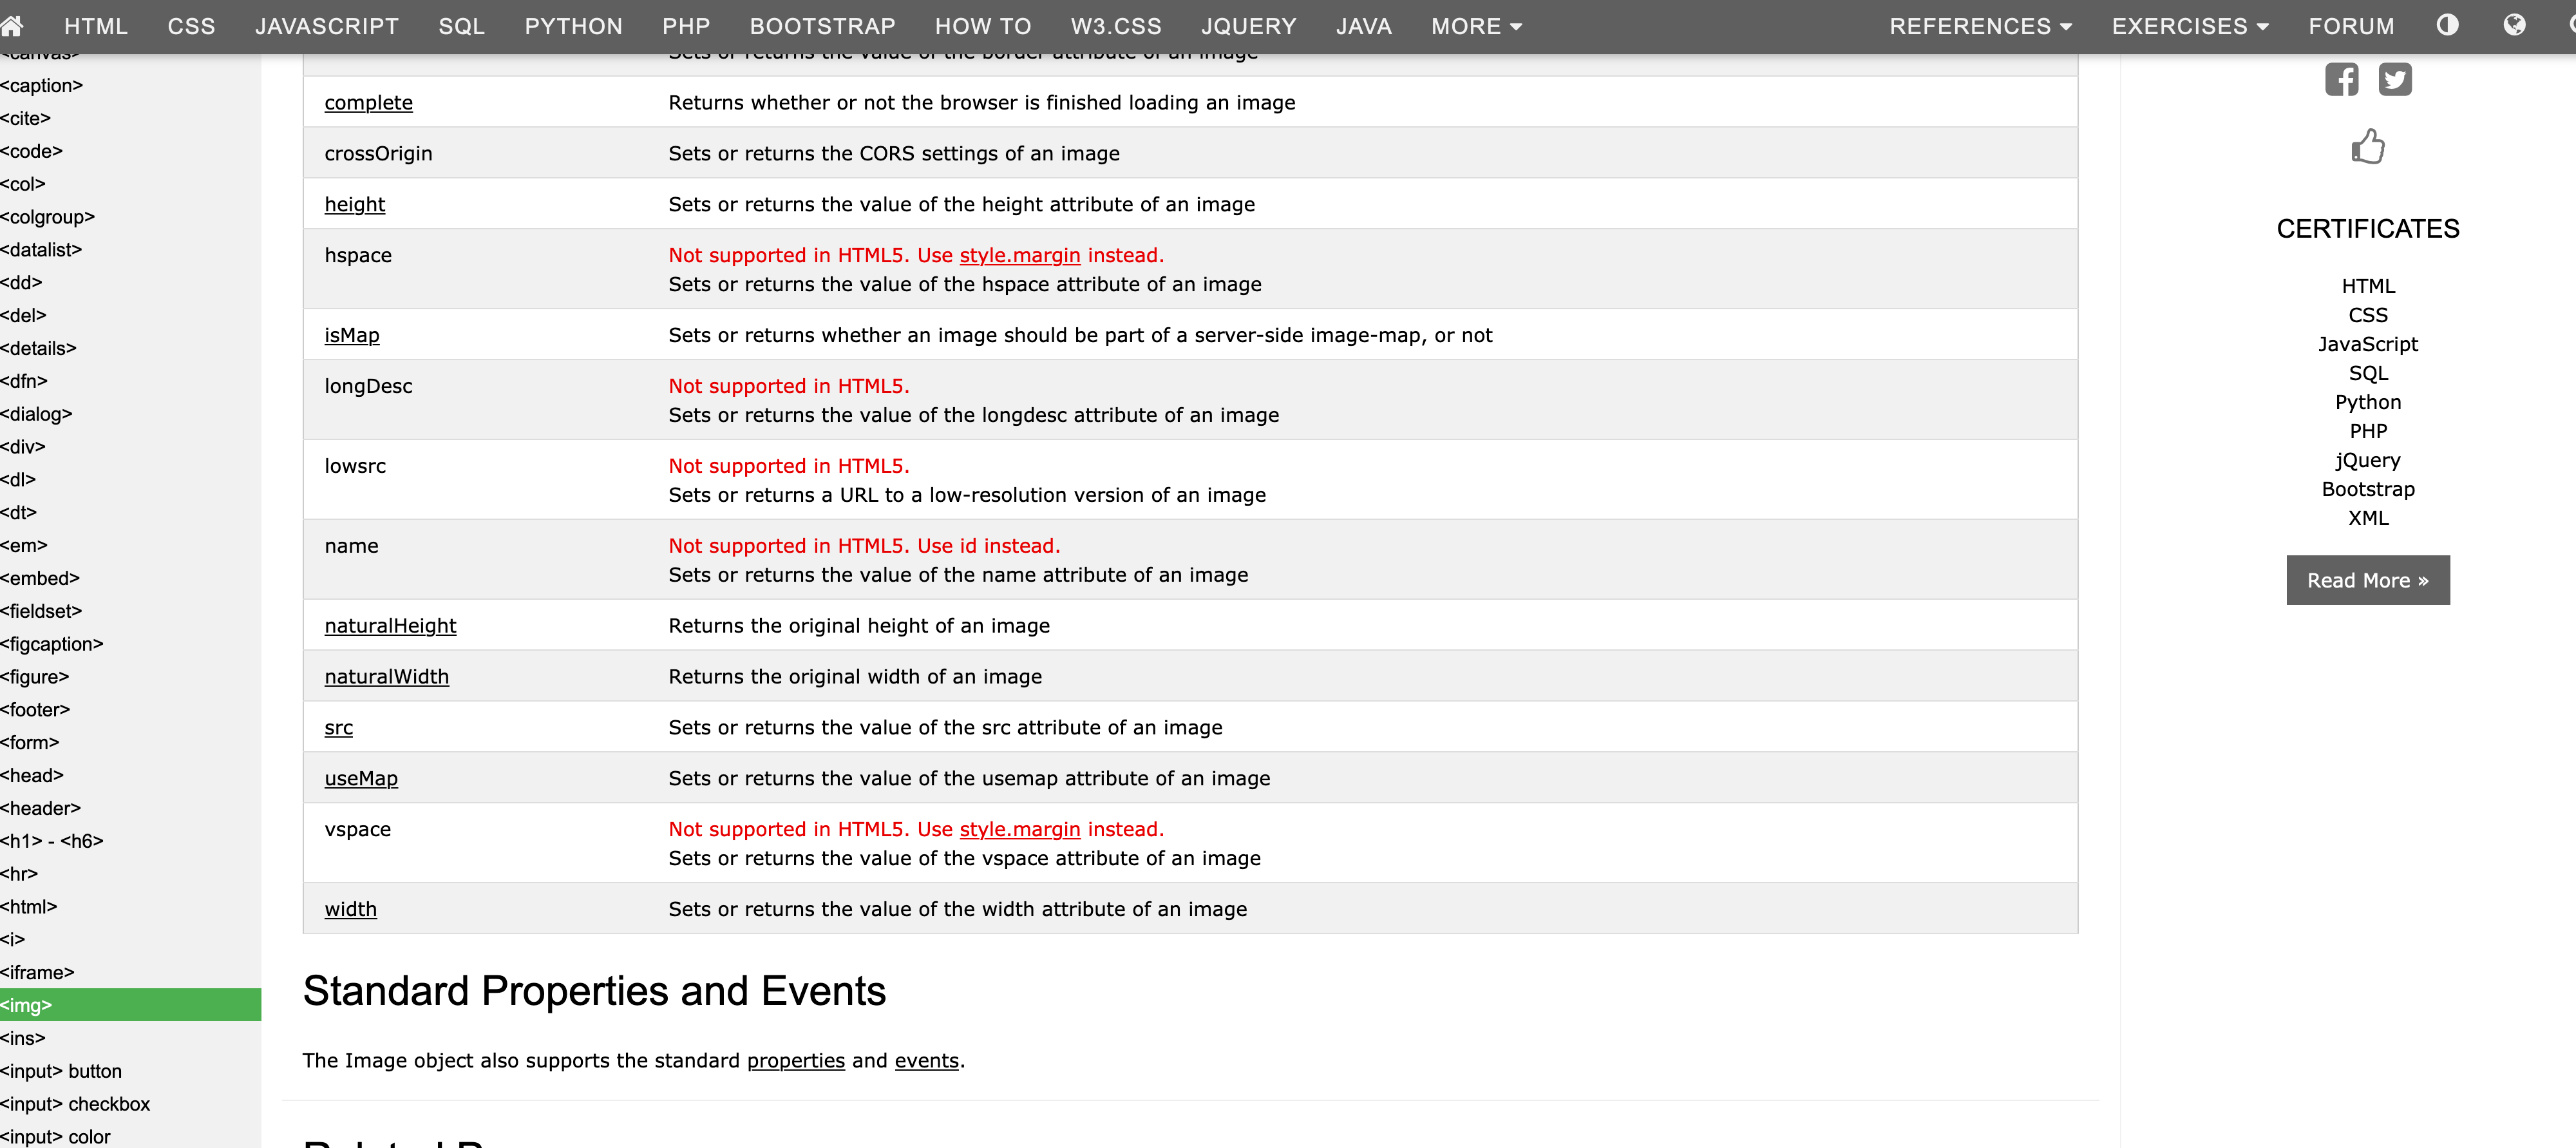 HTML CSS JAVASCRIPT SQL PYTHON PHP BOOTSTRAP HOW TO W3.CSS JQUERY JAVA MORE REFERENCES EXERCISES FORUM
<canvas>
<caption>
<cite>
<code>
<col>
<colgroup>
<datalist>
<dd>
<del>
<details>
<dfn>
<dialog>
<div>
<dl>
<dt>
<em>
<embed>
<fieldset>
<figcaption>
<figure>
<footer>
<form>
<head>
<header>
<h1> - <h6>
<hr>
<html>
<i>
<iframe>
<img>
<ins>
<input> button
<input> checkbox
<input> color
Sets or returns the value of the border attribute of an image
complete Returns whether or not the browser is finished loading an image
crossOrigin Sets or returns the CORS settings of an image
height Sets or returns the value of the height attribute of an image
hspace Not supported in HTML5. Use style.margin instead.
Sets or returns the value of the hspace attribute of an image
isMap Sets or returns whether an image should be part of a server-side image-map, or not
longDesc Not supported in HTML5.
Sets or returns the value of the longdesc attribute of an image
lowsrc Not supported in HTML5.
Sets or returns a URL to a low-resolution version of an image
name Not supported in HTML5. Use id instead.
Sets or returns the value of the name attribute of an image
naturalHeight Returns the original height of an image
naturalWidth Returns the original width of an image
src Sets or returns the value of the src attribute of an image
useMap Sets or returns the value of the usemap attribute of an image
vspace Not supported in HTML5. Use style.margin instead.
Sets or returns the value of the vspace attribute of an image
width Sets or returns the value of the width attribute of an image
Standard Properties and Events
The Image object also supports the standard properties and events.
CERTIFICATES
HTML
CSS
JavaScript
SQL
Python
PHP
jQuery
Bootstrap
XML
Read More »